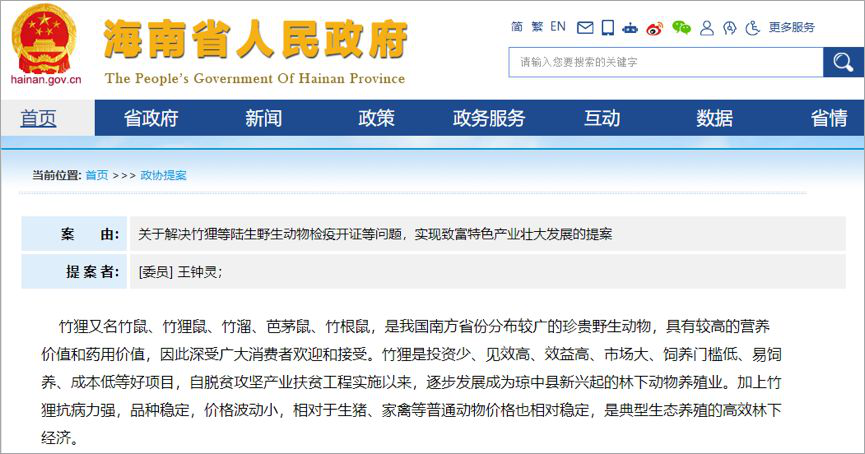 海南省人民政府
hainan.gov.cn
The People's Government Of Hainan Province
简 繁 EN 更多服务
请输入您要搜索的关键字
首页 省政府 新闻 政策 政务服务 互动 数据 省情
当前位置: 首页 >>> 政协提案
案 由: 关于解决竹狸等陆生野生动物检疫开证等问题，实现致富特色产业壮大发展的提案
提 案 者: [委员] 王钟灵;
竹狸又名竹鼠、竹狸鼠、竹溜、芭茅鼠、竹根鼠，是我国南方省份分布较广的珍贵野生动物，具有较高的营养
价值和药用价值，因此深受广大消费者欢迎和接受。竹狸是投资少、见效高、效益高、市场大、饲养门槛低、易饲
养、成本低等好项目，自脱贫攻坚产业扶贫工程实施以来，逐步发展成为琼中县新兴起的林下动物养殖业。加上竹
狸抗病力强，品种稳定，价格波动小，相对于生猪、家禽等普通动物价格也相对稳定，是典型生态养殖的高效林下
经济。